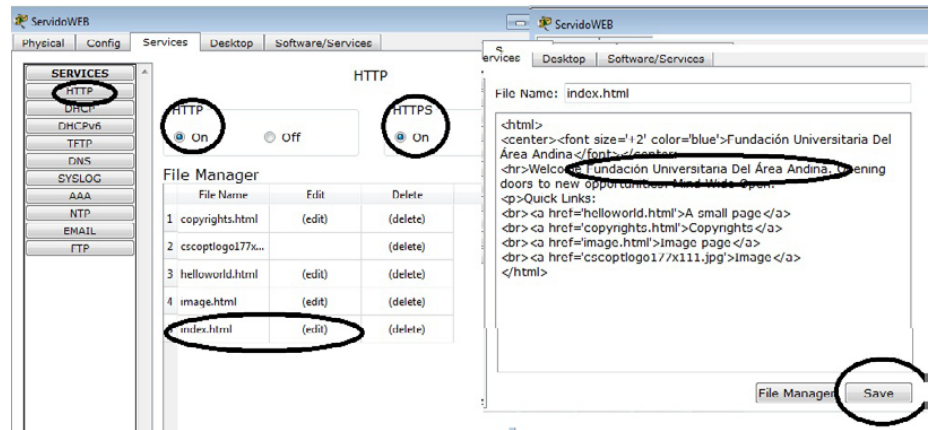 ServidoWEB
Physical Config Services Desktop Software/Services
SERVICES
HTTP
DHCP
DHCPv6
TFTP
DNS
SYSLOG
AAA
NTP
EMAIL
FTP
HTTP
HTTP
On Off
HTTPS
On
File Manager
File Name Edit Delete
1 copyrights.html (edit) (delete)
2 cscoptlogo177x... (delete)
3 helloworld.html (edit) (delete)
4 image.html (edit) (delete)
index.html (edit) (delete)
ServidoWEB
ervices Desktop Software/Services
File Name: index.html
<html>
<center><font size='+2' color='blue'>Fundación Universitaria Del
Área Andina</font></center>
<hr>Welcome Fundación Universitaria Del Área Andina. Opening
doors to new opportunities. Mind Wide Open.
<p>Quick Links:
<br><a href='helloworld.html'>A small page</a>
<br><a href='copyrights.html'>Copyrights</a>
<br><a href='image.html'>Image page</a>
<br><a href='cscoptlogo177x111.jpg'>Image</a>
</html>
File Manager Save